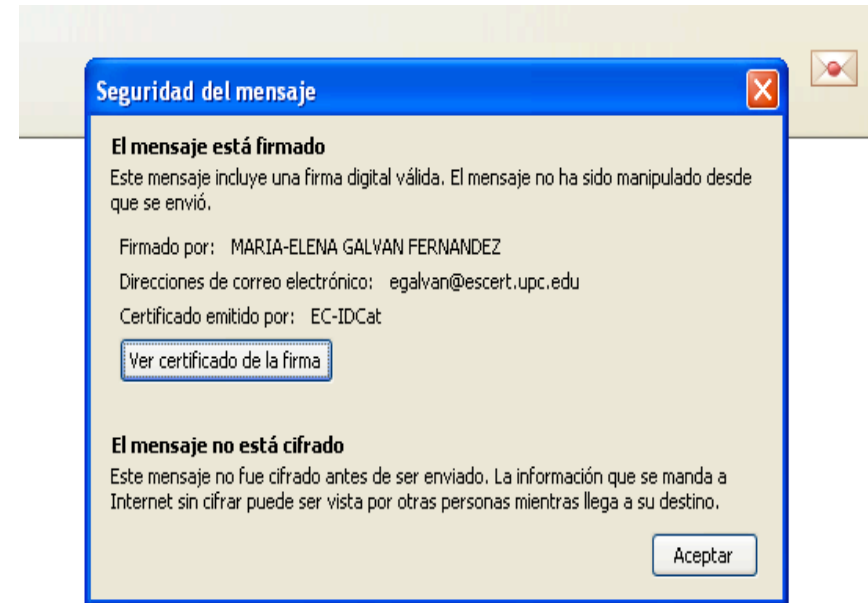 Seguridad del mensaje
El mensaje está firmado
Este mensaje incluye una firma digital válida. El mensaje no ha sido manipulado desde
que se envió.
Firmado por: MARIA-ELENA GALVAN FERNANDEZ
Direcciones de correo electrónico: egalvan@escert.upc.edu
Certificado emitido por: EC-IDCat
Ver certificado de la firma
El mensaje no está cifrado
Este mensaje no fue cifrado antes de ser enviado. La información que se manda a
Internet sin cifrar puede ser vista por otras personas mientras llega a su destino.
Aceptar